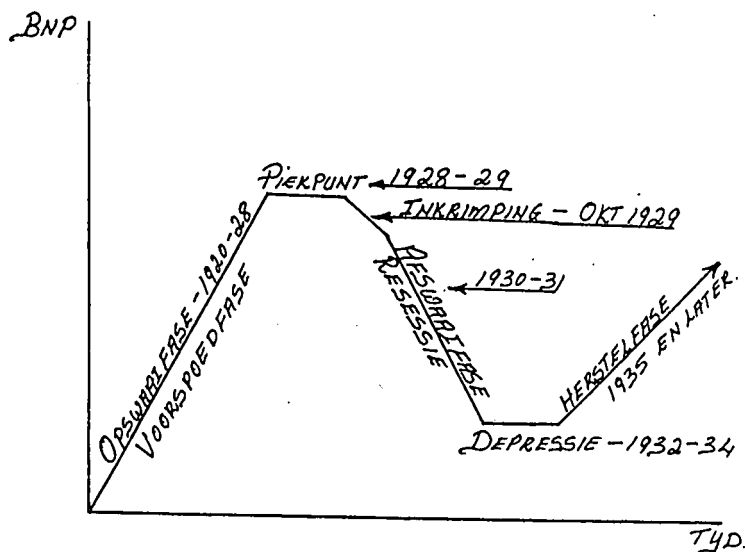 BNP
PIEKPUNT 1928-29
INKRIMPING - OKT 1929
OPSWAAIFASE - 1920-28
VOORSPOEDFASE
AFSWAAIFASE
RESESSIE
1930-31
HERSTELFASE
1935 EN LATER.
DEPRESSIE - 1932-34
TYD.